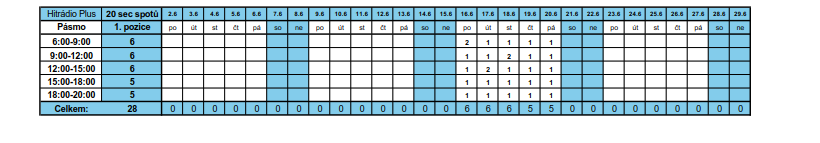 Hitrádio Plus 20 sec spotů 2.6 3.6 4.6 5.6 6.6 7.6 8.6 9.6 10.6 11.6 12.6 13.6 14.6 15.6 16.6 17.6 18.6 19.6 20.6 21.6 22.6 23.6 24.6 25.6 26.6 27.6 28.6 29.6
Pásmo 1. pozice po út st čt pá so ne po út st čt pá so ne po út st čt pá so ne po út st čt pá so ne
6:00-9:00 6 2 1 1 1 1
9:00-12:00 6 1 1 2 1 1
12:00-15:00 6 1 2 1 1 1
15:00-18:00 5 1 1 1 1 1
18:00-20:00 5 1 1 1 1 1
Celkem: 28 0 0 0 0 0 0 0 0 0 0 0 0 0 0 6 6 6 5 5 0 0 0 0 0 0 0 0 0